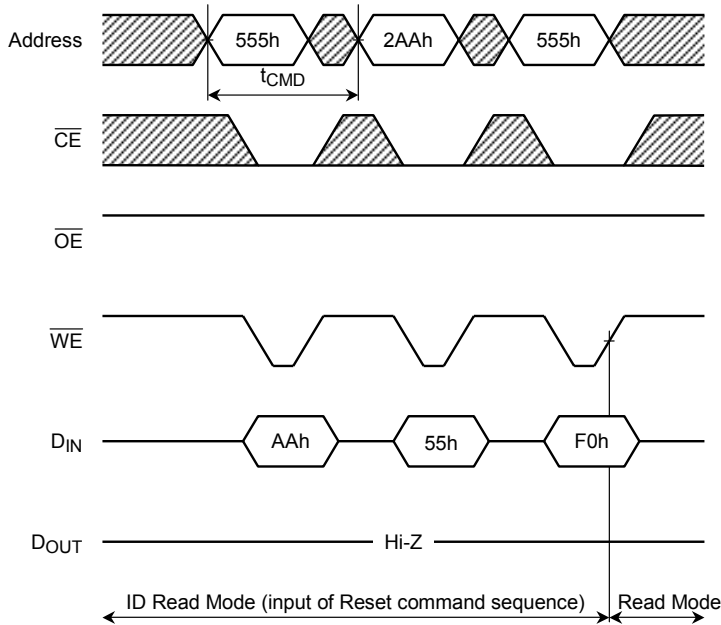 Address 555h 2AAh 555h
tCMD
CE
OE
WE
DIN AAh 55h F0h
DOUT Hi-Z
ID Read Mode (input of Reset command sequence) Read Mode